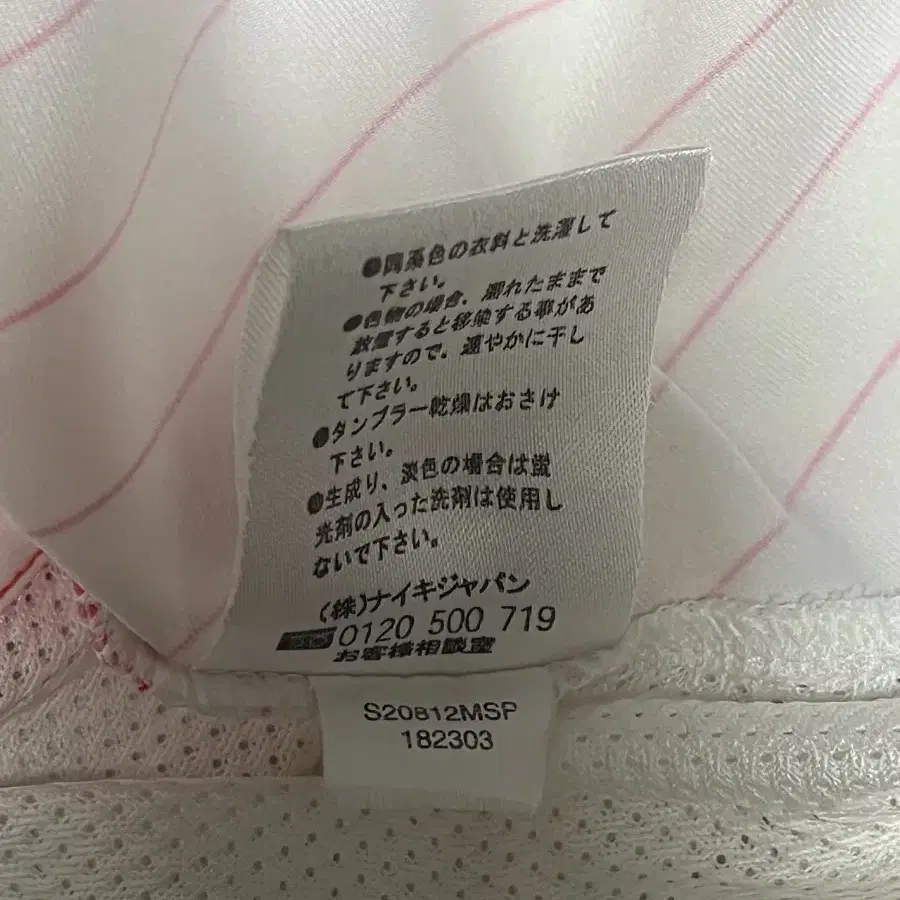 ●同系色の衣料と洗濯して
下さい。
●色物の場合、濡れたままで
放置すると移染する事があ
りますので、速やかに干し
て下さい。
●タンブラー乾燥はおさけ
下さい。
●生成り、淡色の場合は蛍
光剤の入った洗剤は使用し
ないで下さい。
(株)ナイキジャパン
0120 500 719
お客様相談室
S20812MSP
182303